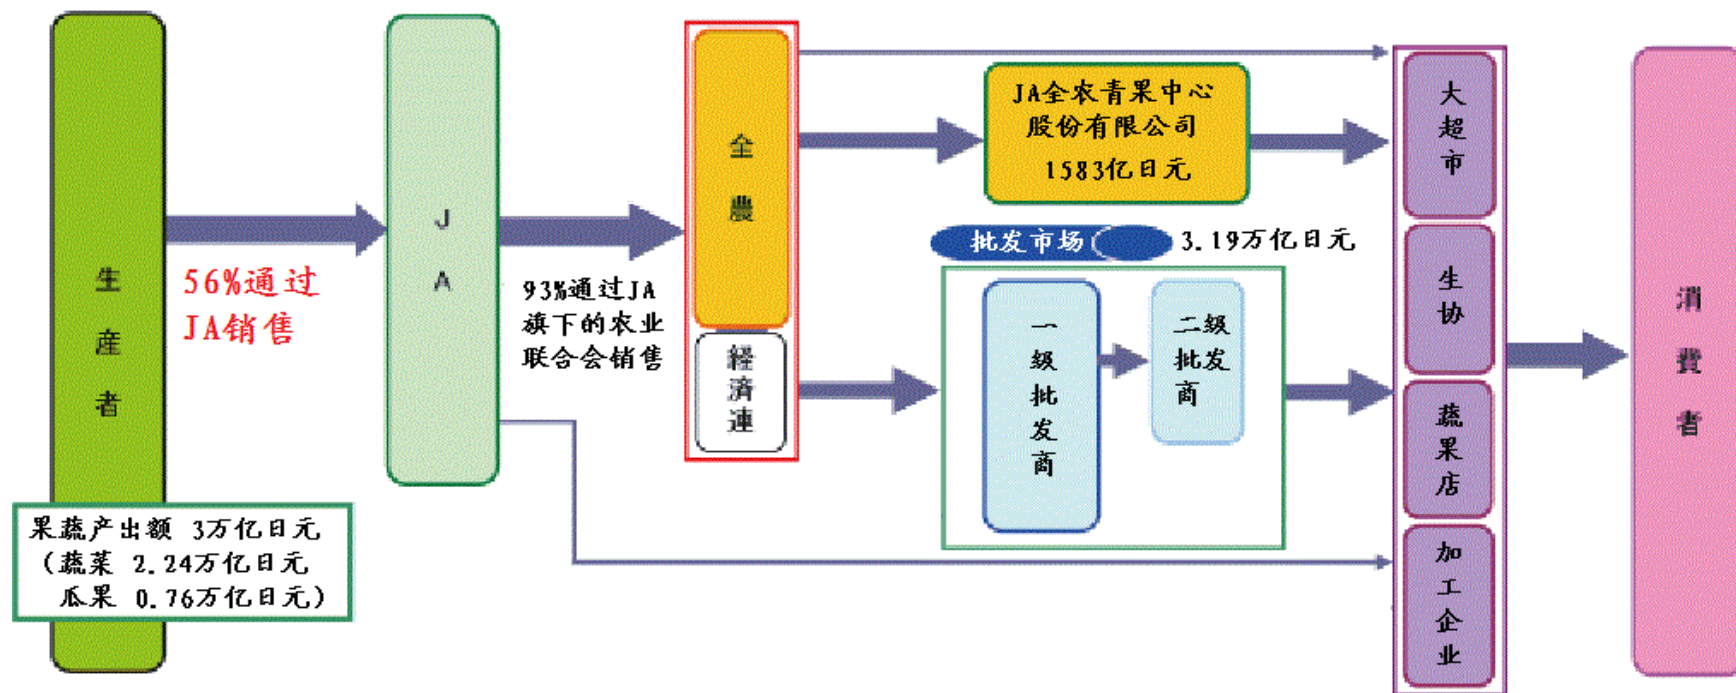 生産者
56%通过
JA销售
果蔬产出额 3万亿日元
(蔬菜 2.24万亿日元
瓜果 0.76万亿日元)
JA
93%通过JA
旗下的农业
联合会销售
全農
経済連
JA全农青果中心
股份有限公司
1583亿日元
批发市场
3.19万亿日元
一级批发商
二级
批发
商
大超市
生协
蔬果店
加工企业
消費者